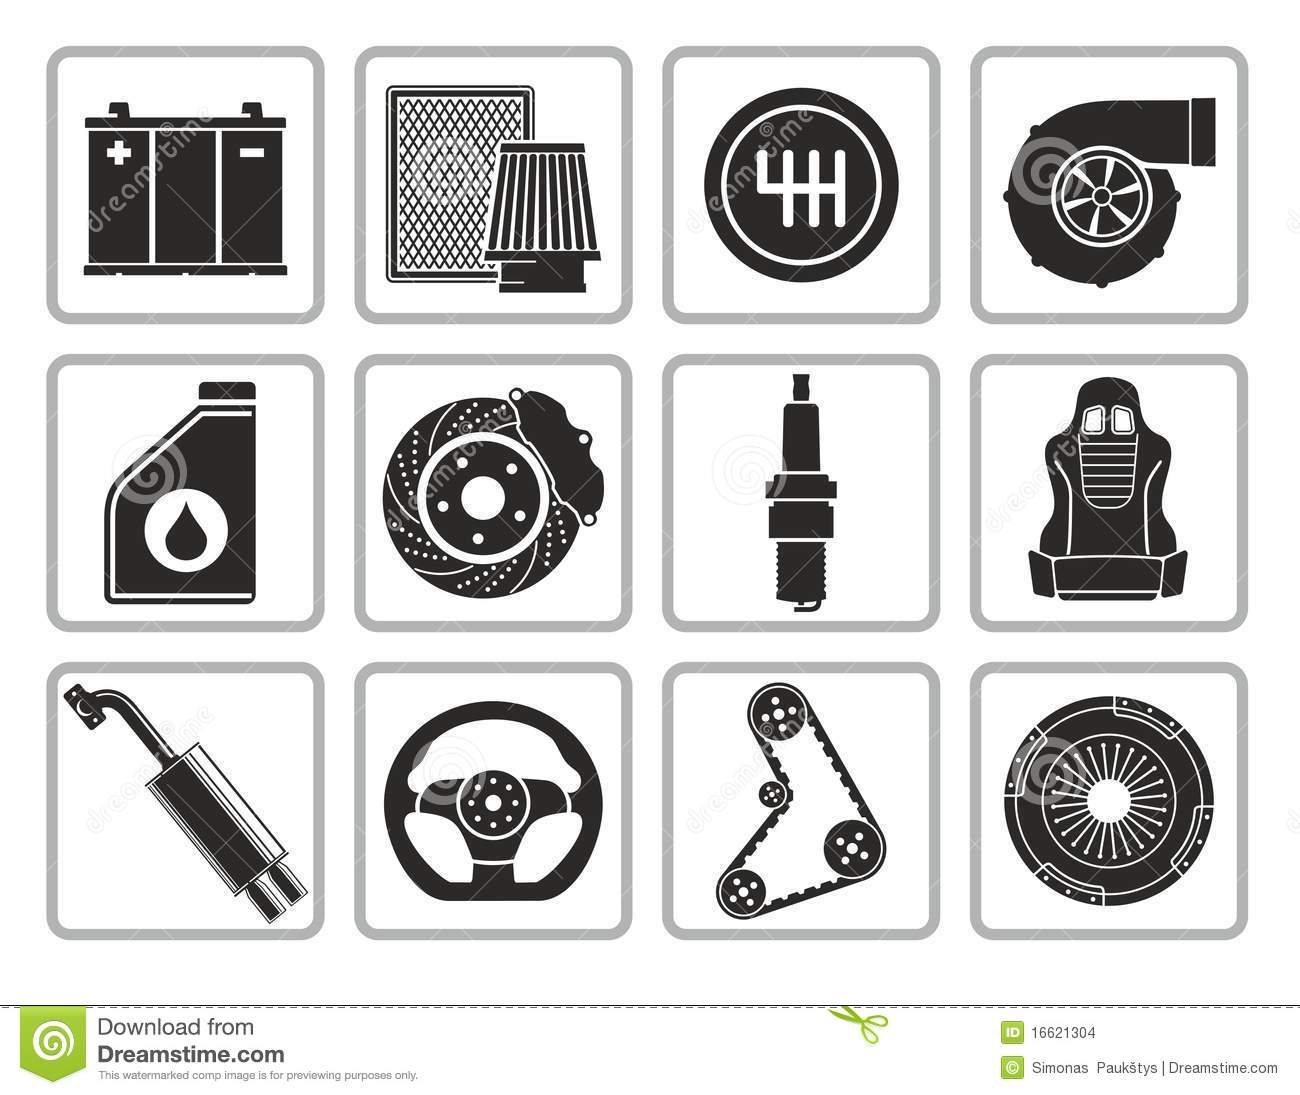 Download from
Dreamstime.com
This watermarked comp image is for previewing purposes only.
ID 16621304
© Simonas Paukštys | Dreamstime.com